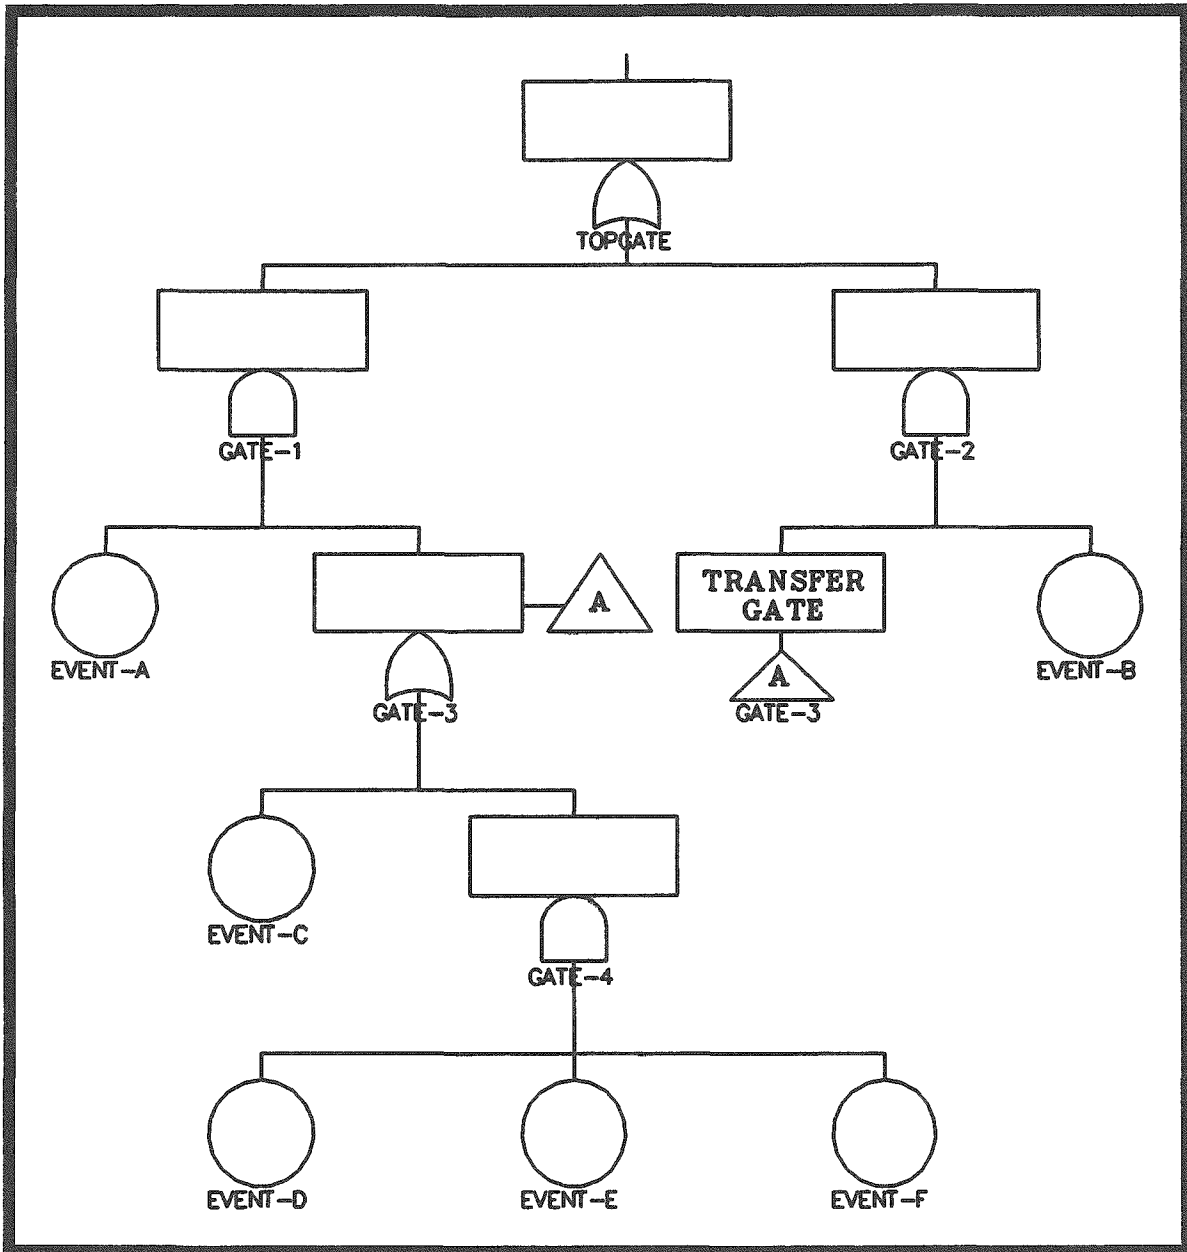 TOPGATE
GATE-1
GATE-2
A
TRANSFER
GATE
A
EVENT-A
EVENT-B
GATE-3
GATE-3
EVENT-C
GATE-4
EVENT-D
EVENT-E
EVENT-F